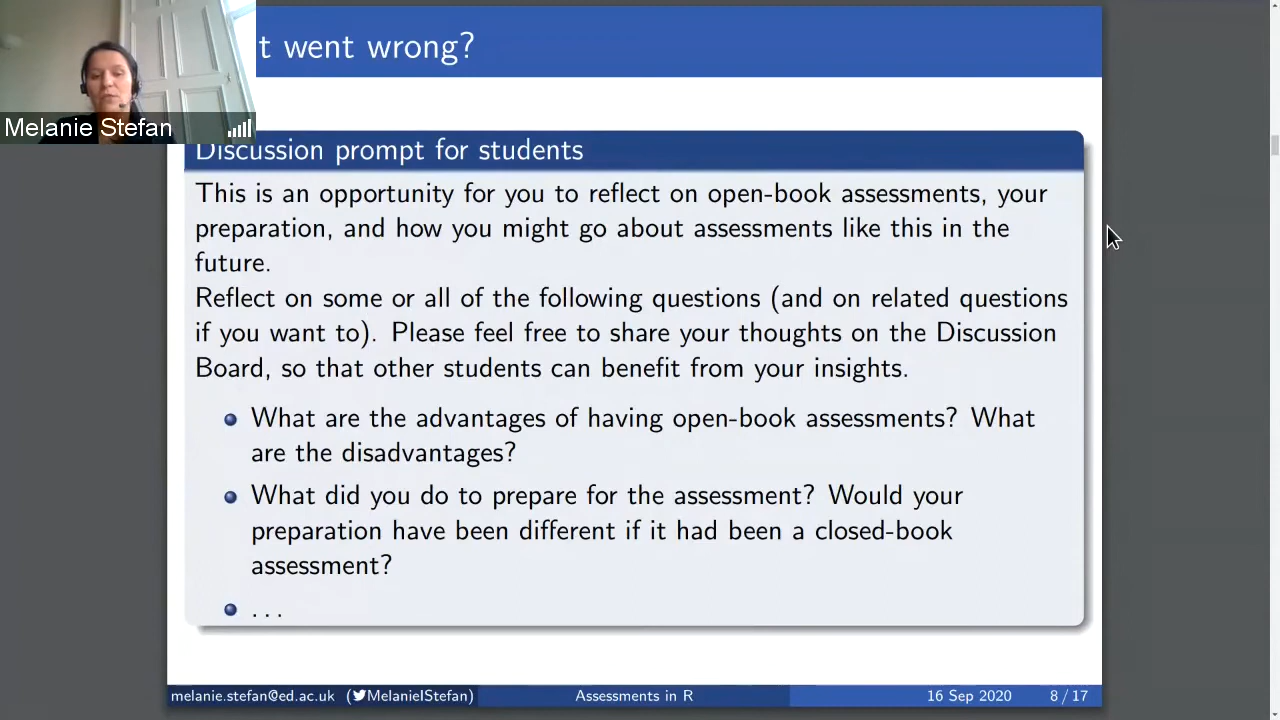 t went wrong?
Melanie Stefan
Discussion prompt for students
This is an opportunity for you to reflect on open-book assessments, your
preparation, and how you might go about assessments like this in the
future.
Reflect on some or all of the following questions (and on related questions
if you want to). Please feel free to share your thoughts on the Discussion
Board, so that other students can benefit from your insights.
What are the advantages of having open-book assessments? What
are the disadvantages?
What did you do to prepare for the assessment? Would your
preparation have been different if it had been a closed-book
assessment?
...
melanie.stefan@ed.ac.uk (MelanieIStefan) Assessments in R 16 Sep 2020 8 / 17